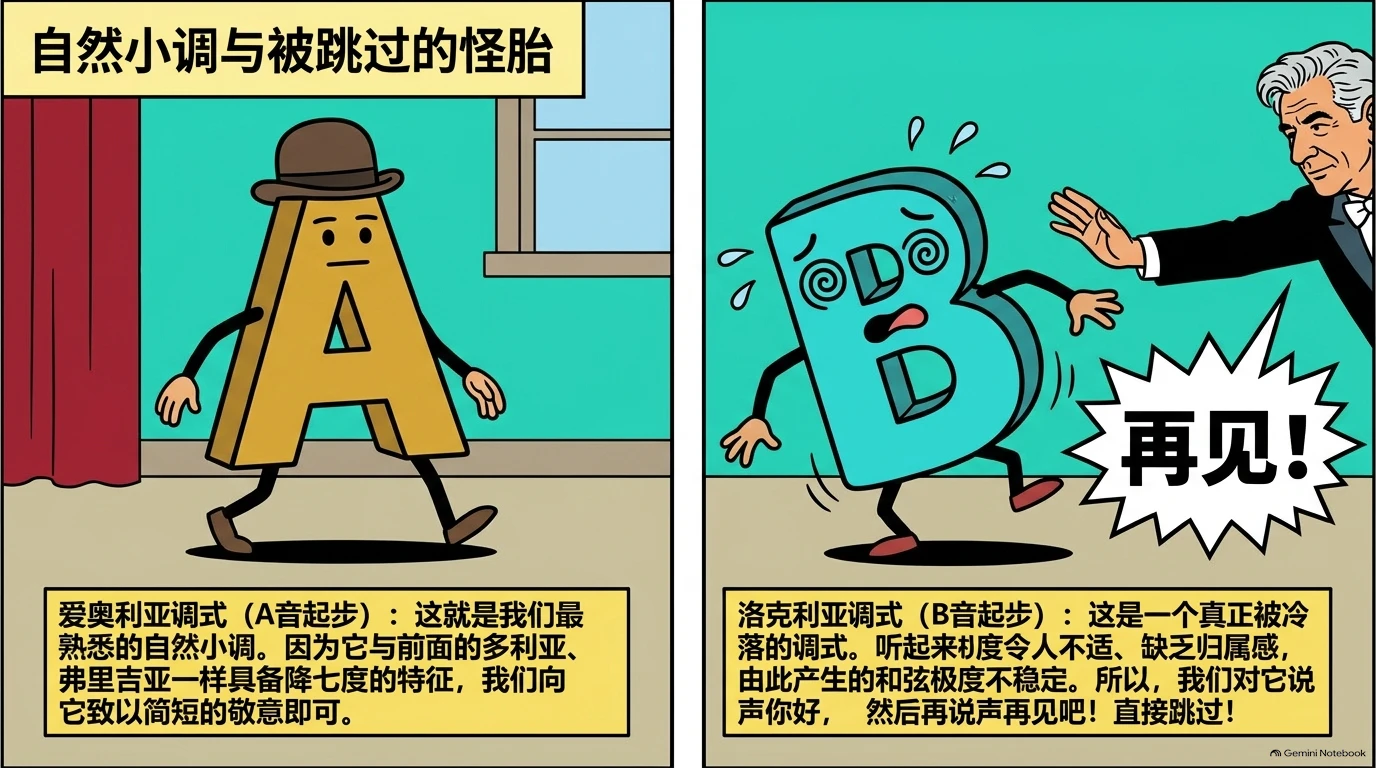 自然小调与被跳过的怪胎
爱奥利亚调式（A音起步）：这就是我们最
熟悉的自然小调。因为它与前面的多利亚、
弗里吉亚一样具备降七度的特征，我们向
它致以简短的敬意即可。
再见！
洛克利亚调式（B音起步）：这是一个真正被冷
落的调式。听起来度令人不适、缺乏归属感，
由此产生的和弦极度不稳定。所以，我们对它说
声你好， 然后再说声再见吧！直接跳过！
Gemini Notebook